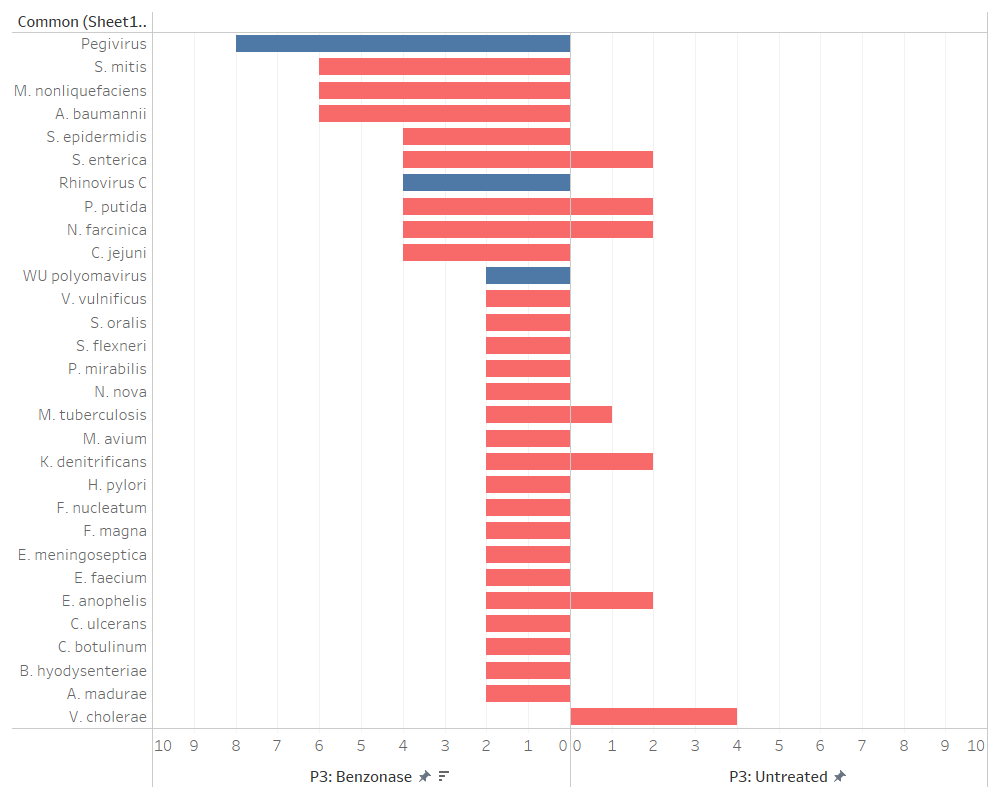 Common (Sheet1..
Pegivirus
S. mitis
M. nonliquefaciens
A. baumannii
S. epidermidis
S. enterica
Rhinovirus C
P. putida
N. farcinica
C. jejuni
WU polyomavirus
V. vulnificus
S. oralis
S. flexneri
P. mirabilis
N. nova
M. tuberculosis
M. avium
K. denitrificans
H. pylori
F. nucleatum
F. magna
E. meningoseptica
E. faecium
E. anophelis
C. ulcerans
C. botulinum
B. hyodysenteriae
A. madurae
V. cholerae
10 9 8 7 6 5 4 3 2 1 0 0 1 2 3 4 5 6 7 8 9 10
P3: Benzonase P3: Untreated